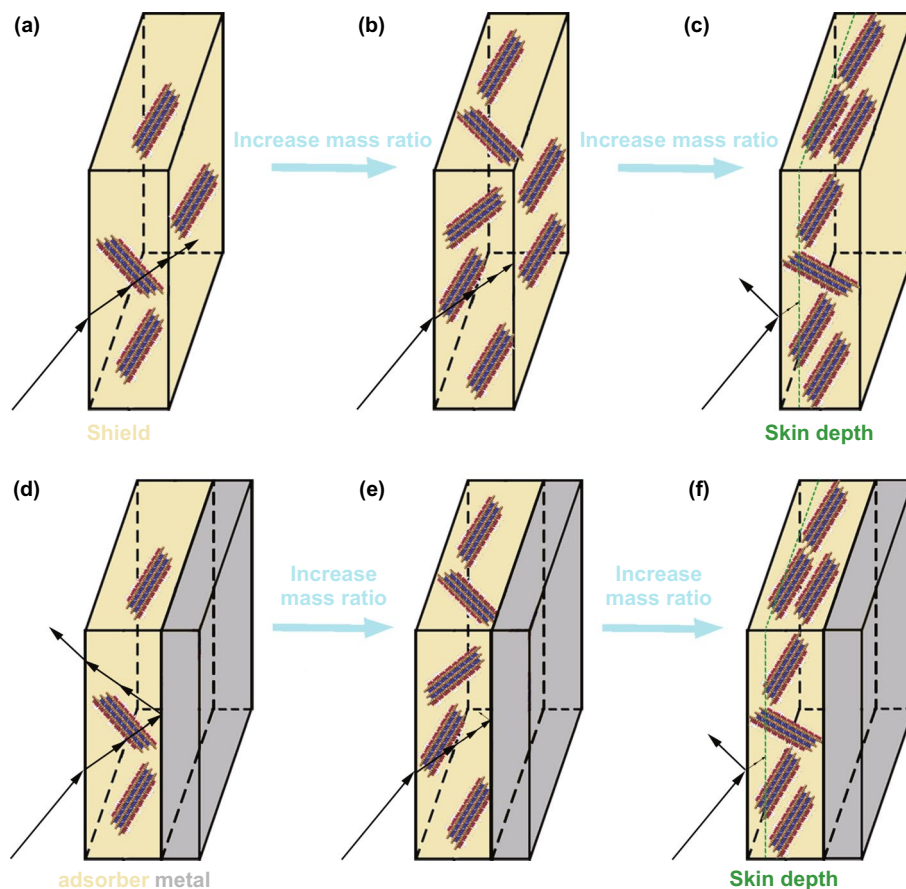 (a)
(b)
(c)
Increase mass ratio
Increase mass ratio
Shield
Skin depth
(d)
(e)
(f)
Increase
mass ratio
Increase
mass ratio
adsorber metal
Skin depth